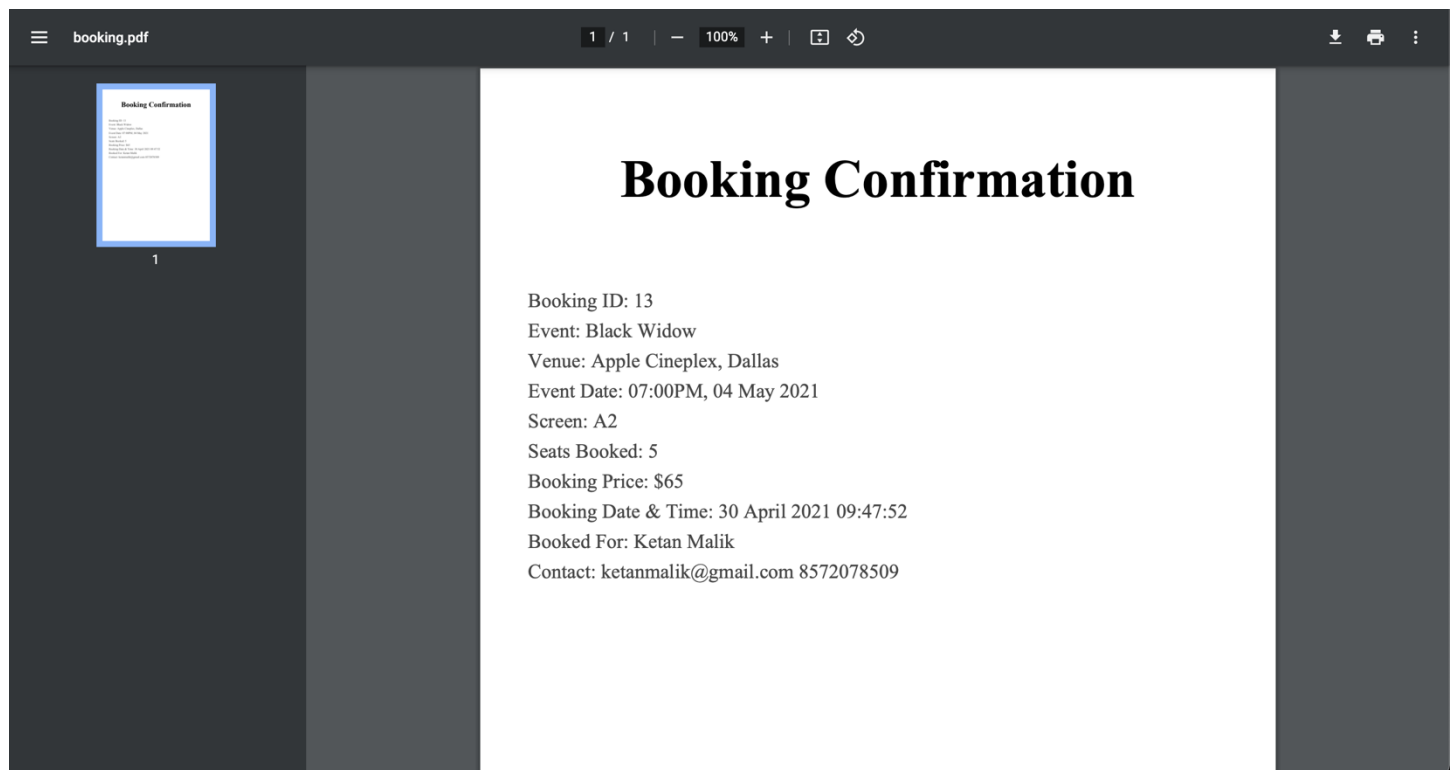 booking.pdf
1 / 1 | − 100% + |
Booking Confirmation
1
Booking Confirmation
Booking ID: 13
Event: Black Widow
Venue: Apple Cineplex, Dallas
Event Date: 07:00PM, 04 May 2021
Screen: A2
Seats Booked: 5
Booking Price: $65
Booking Date & Time: 30 April 2021 09:47:52
Booked For: Ketan Malik
Contact: ketanmalik@gmail.com 8572078509